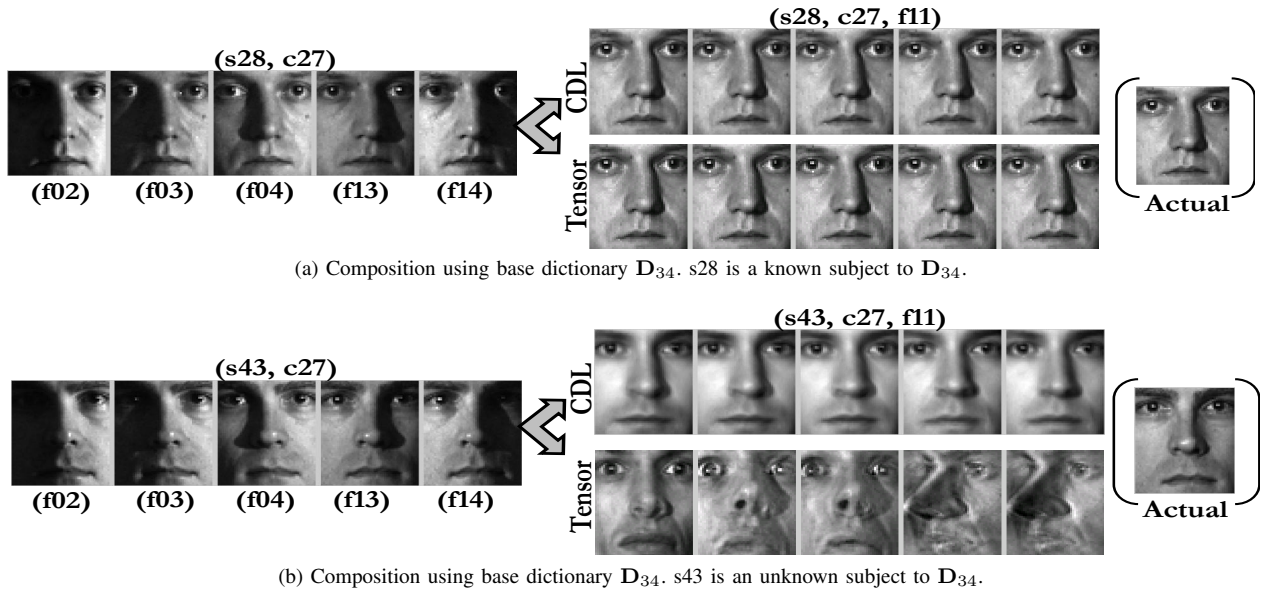 (s28, c27, f11)
(s28, c27)
CDL
Tensor
(f02) (f03) (f04) (f13) (f14)
Actual
(a) Composition using base dictionary D₃₄. s28 is a known subject to D₃₄.
(s43, c27, f11)
(s43, c27)
CDL
Tensor
(f02) (f03) (f04) (f13) (f14)
Actual
(b) Composition using base dictionary D₃₄. s43 is an unknown subject to D₃₄.